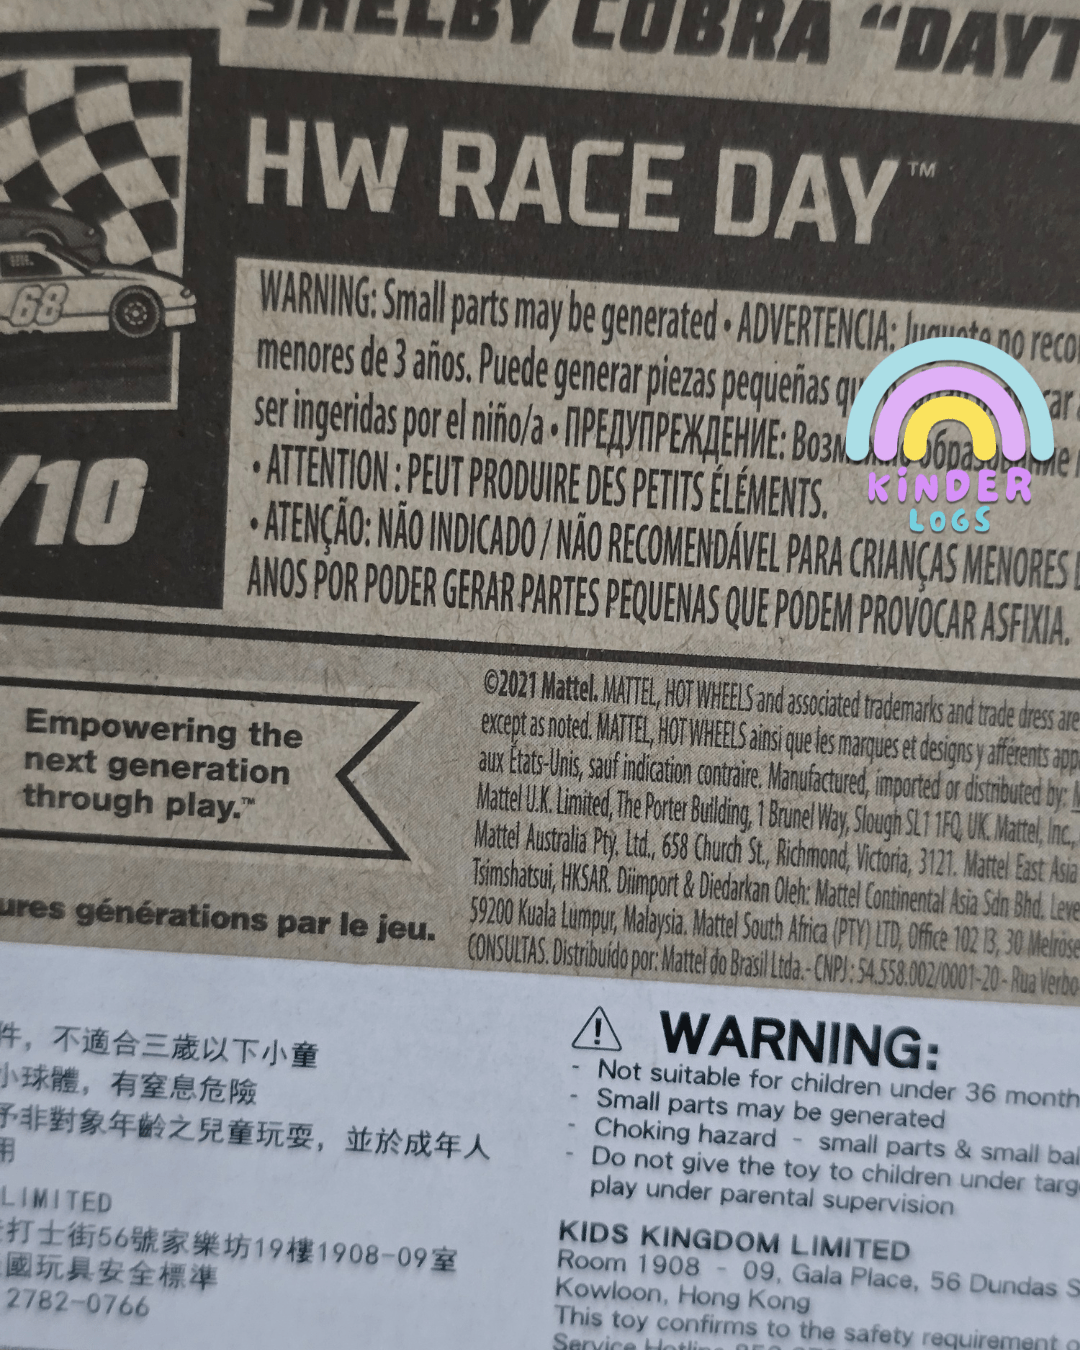 SHELBY COBRA “DAYT
HW RACE DAY™
68
/10
WARNING: Small parts may be generated • ADVERTENCIA: Juguete no reco
menores de 3 años. Puede generar piezas pequeñas
ser ingeridas por el niño/a • ПРЕДУПРЕЖДЕНИЕ:
• ATTENTION : PEUT PRODUIRE DES PETITS ÉLÉMENTS.
• ATENÇÃO: NÃO INDICADO / NÃO RECOMENDÁVEL PARA CRIANÇAS MENORES
ANOS POR PODER GERAR PARTES PEQUENAS QUE PODEM PROVOCAR ASFIXIA.
KiNDER
LOGS
Empowering the
next generation
through play.™
ures générations par le jeu.
©2021 Mattel. MATTEL, HOT WHEELS and associated trademarks and trade dress are
except as noted. MATTEL, HOT WHEELS ainsi que les marques et designs y afférents app
aux États-Unis, sauf indication contraire. Manufactured, imported or distributed by:
Mattel U.K. Limited, The Porter Building, 1 Brunel Way, Slough SL1 1FQ, UK. Mattel, Inc.,
Mattel Australia Pty. Ltd., 658 Church St., Richmond, Victoria, 3121. Mattel East Asia
Tsimshatsui, HKSAR. Diimport & Diedarkan Oleh: Mattel Continental Asia Sdn Bhd. Leve
59200 Kuala Lumpur, Malaysia. Mattel South Africa (PTY) LTD, Office 102 I3, 30 Melrose
CONSULTAS. Distribuído por: Mattel do Brasil Ltda.- CNPJ : 54.558.002/0001-20 - Rua Verbo
件，不適合三歲以下小童
小球體，有窒息危險
予非對象年齡之兒童玩耍，並於成年人
用
LIMITED
打士街56號家樂坊19樓1908-09室
國玩具安全標準
2782-0766
⚠ WARNING:
- Not suitable for children under 36 month
- Small parts may be generated
- Choking hazard - small parts & small bal
- Do not give the toy to children under targ
play under parental supervision
KIDS KINGDOM LIMITED
Room 1908 - 09, Gala Place, 56 Dundas S
Kowloon, Hong Kong
This toy confirms to the safety requirement o
Service Hotline